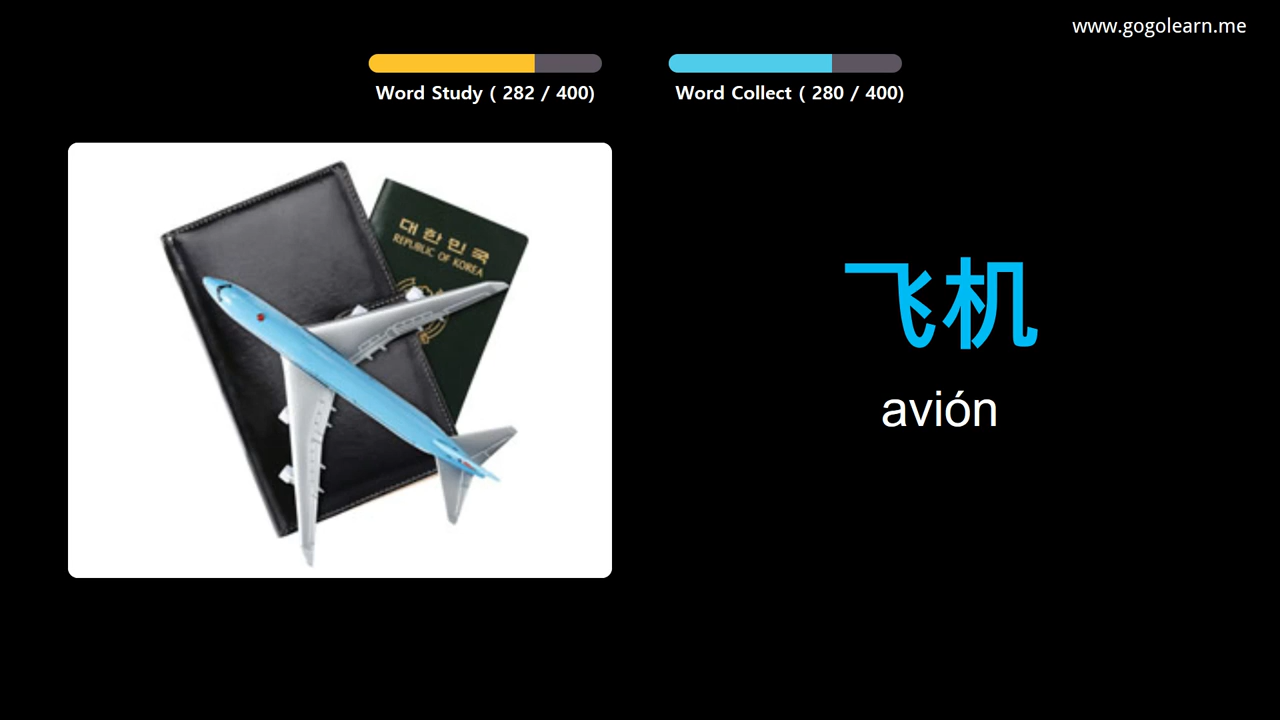 www.gogolearn.me
Word Study ( 282 / 400)
Word Collect ( 280 / 400)
대한민국
REPUBLIC OF KOREA
飞机
avión